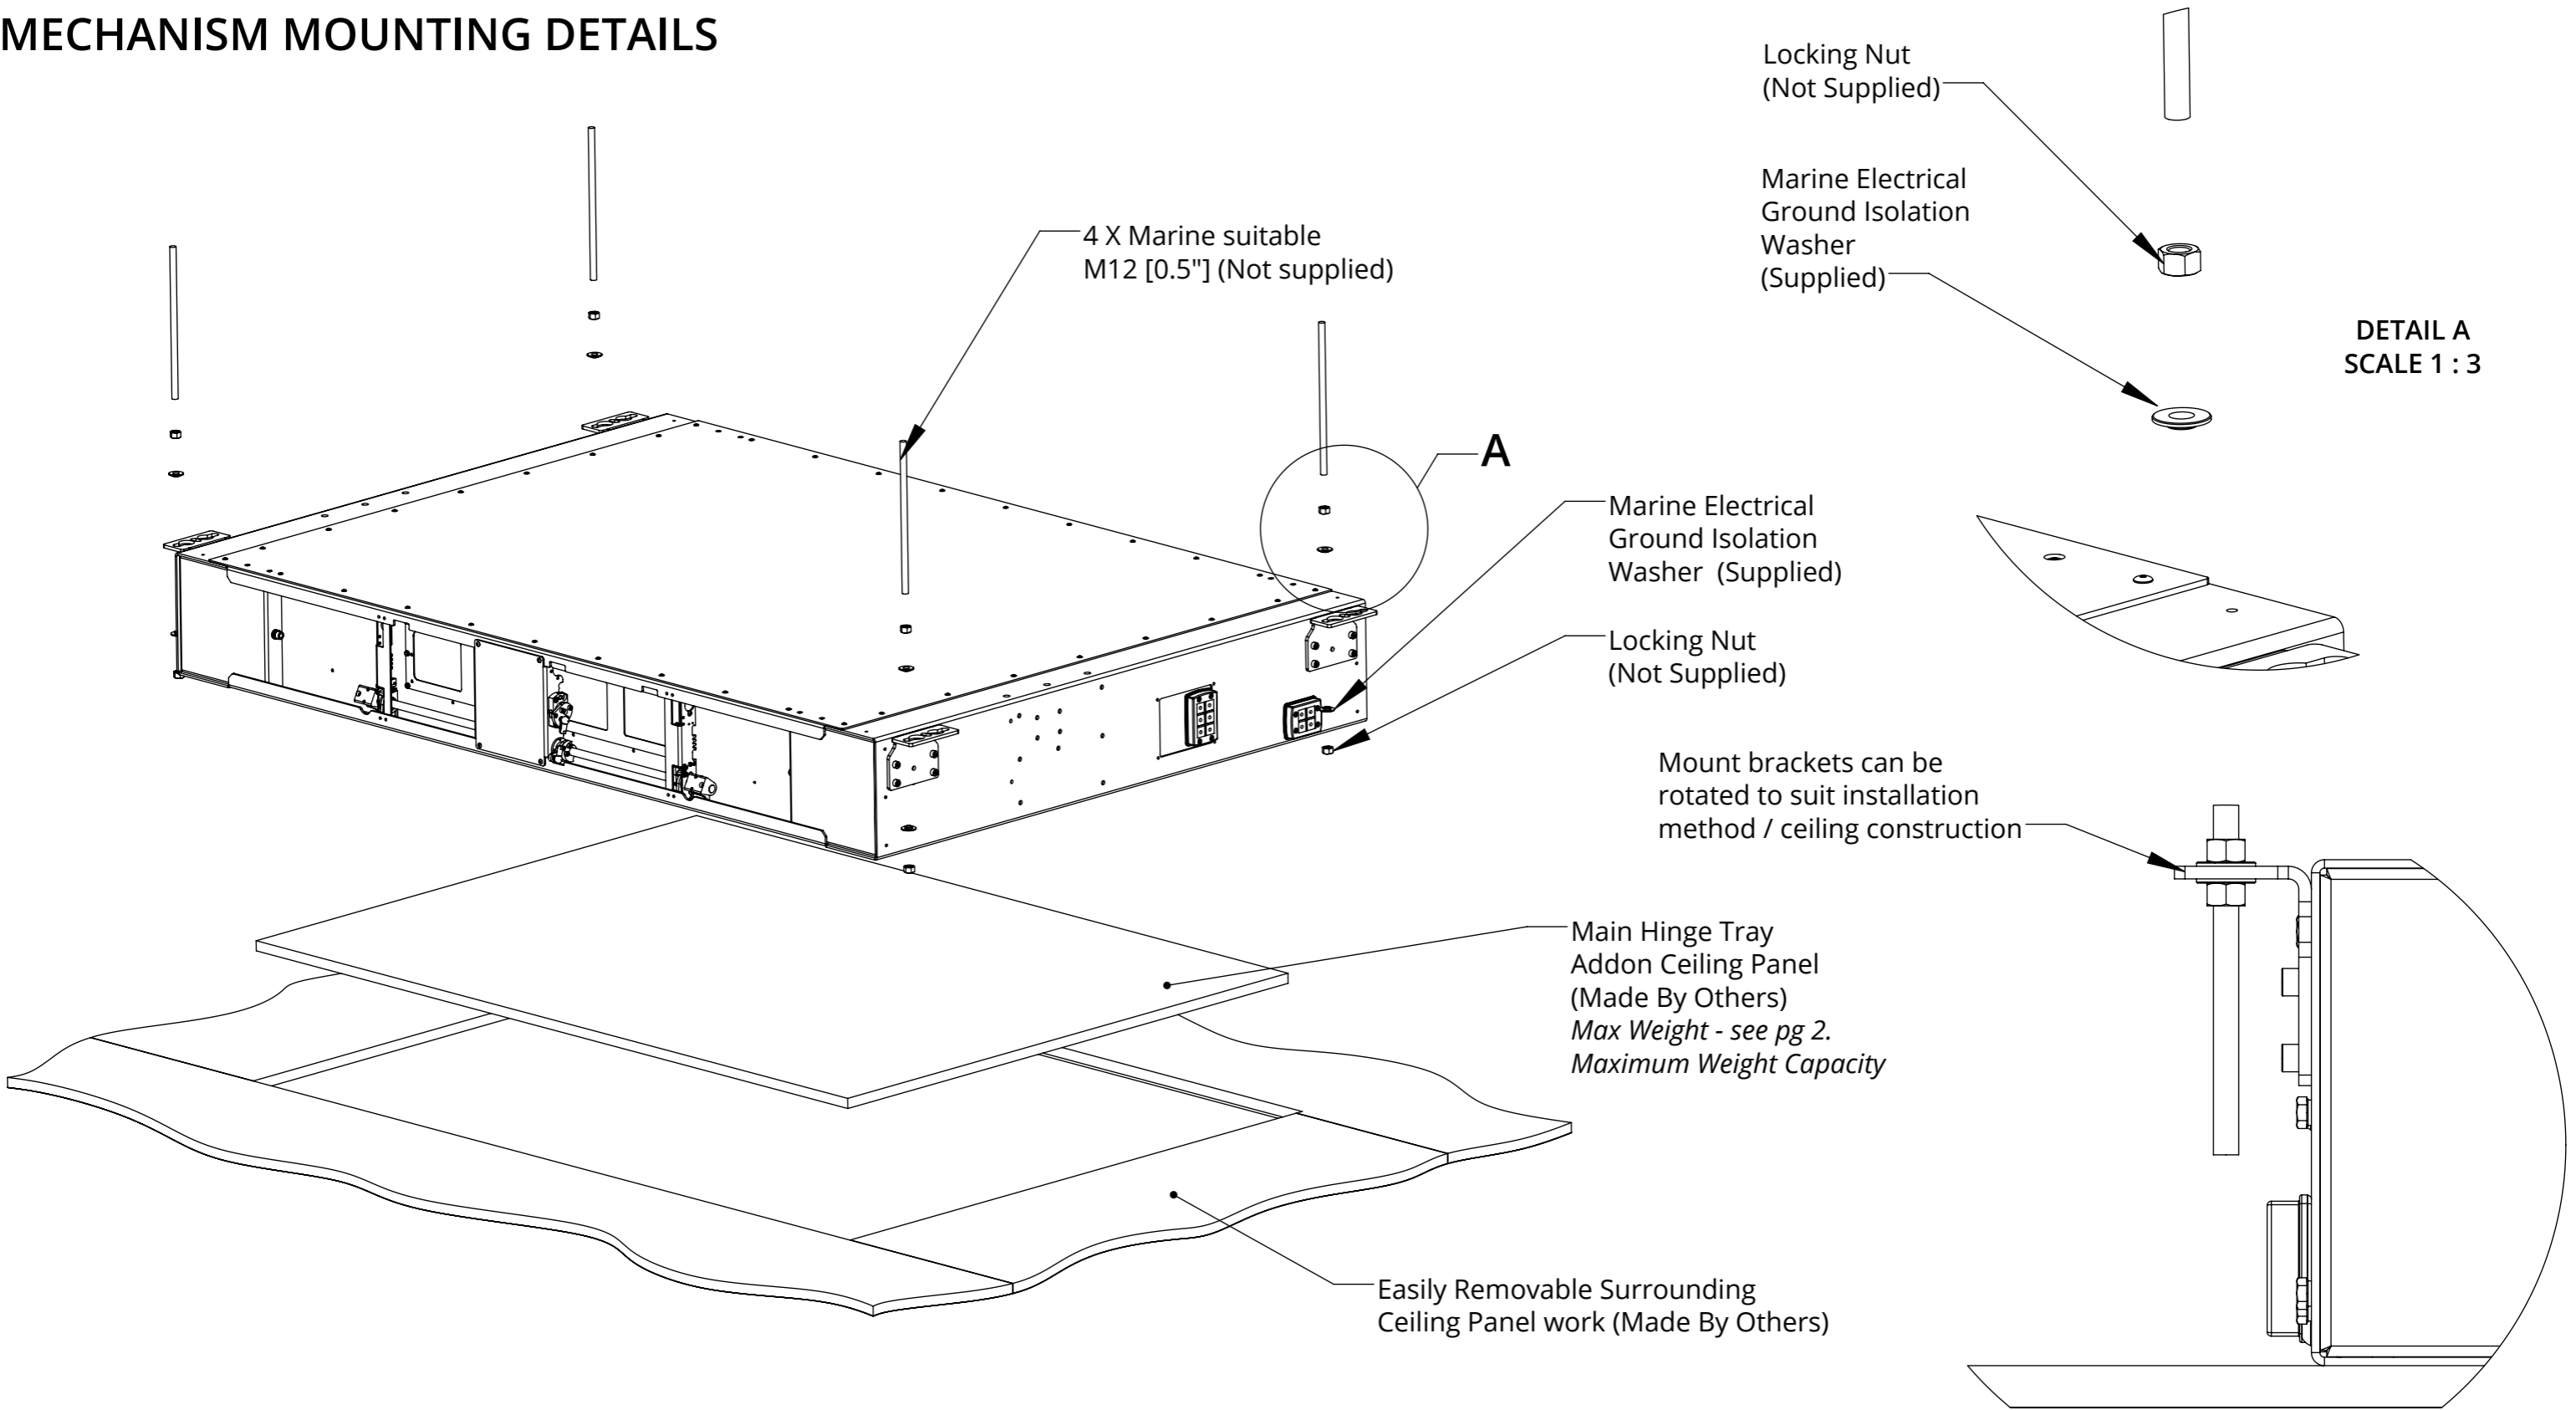 MECHANISM MOUNTING DETAILS
Locking Nut
(Not Supplied)
Marine Electrical
Ground Isolation
Washer
(Supplied)
DETAIL A
SCALE 1 : 3
4 X Marine suitable
M12 [0.5"] (Not supplied)
A
Marine Electrical
Ground Isolation
Washer (Supplied)
Locking Nut
(Not Supplied)
Mount brackets can be
rotated to suit installation
method / ceiling construction
Main Hinge Tray
Addon Ceiling Panel
(Made By Others)
Max Weight - see pg 2.
Maximum Weight Capacity
Easily Removable Surrounding
Ceiling Panel work (Made By Others)